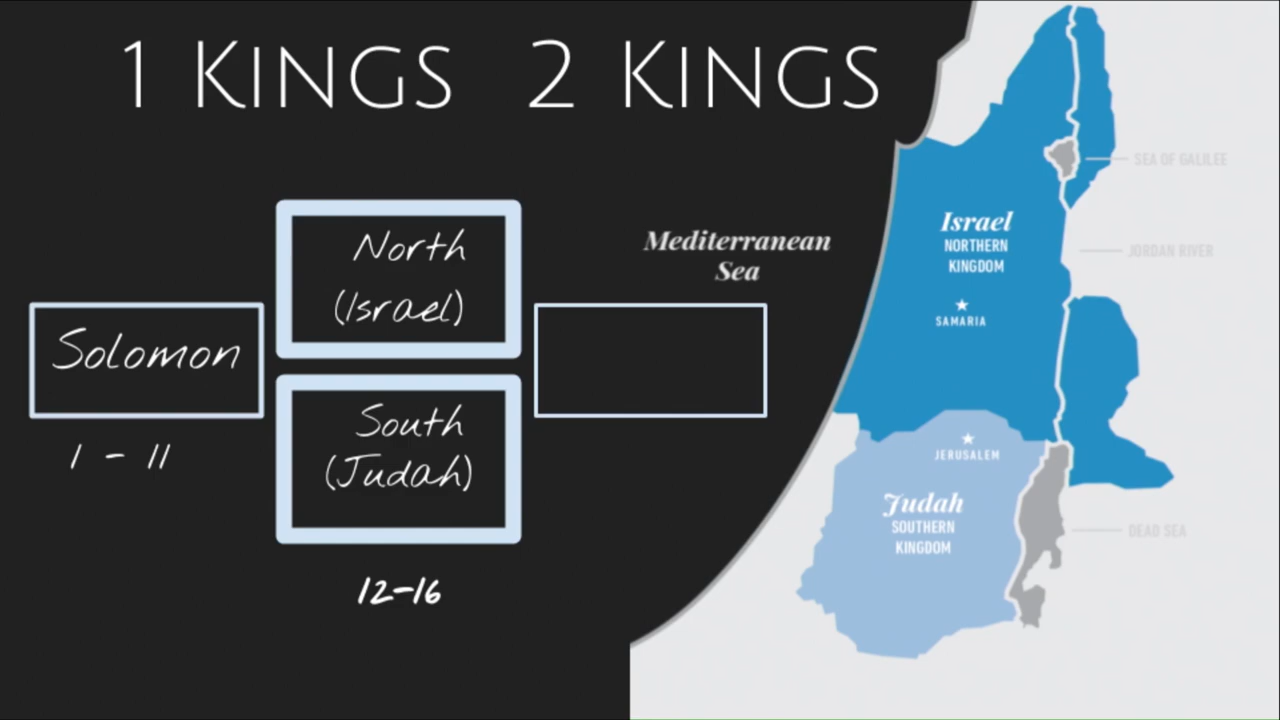 1 KINGS 2 KINGS
North
(Israel)
Solomon
1 - 11
South
(Judah)
12-16
Mediterranean
Sea
SEA OF GALILEE
Israel
NORTHERN
KINGDOM
JORDAN RIVER
SAMARIA
JERUSALEM
Judah
SOUTHERN
KINGDOM
DEAD SEA